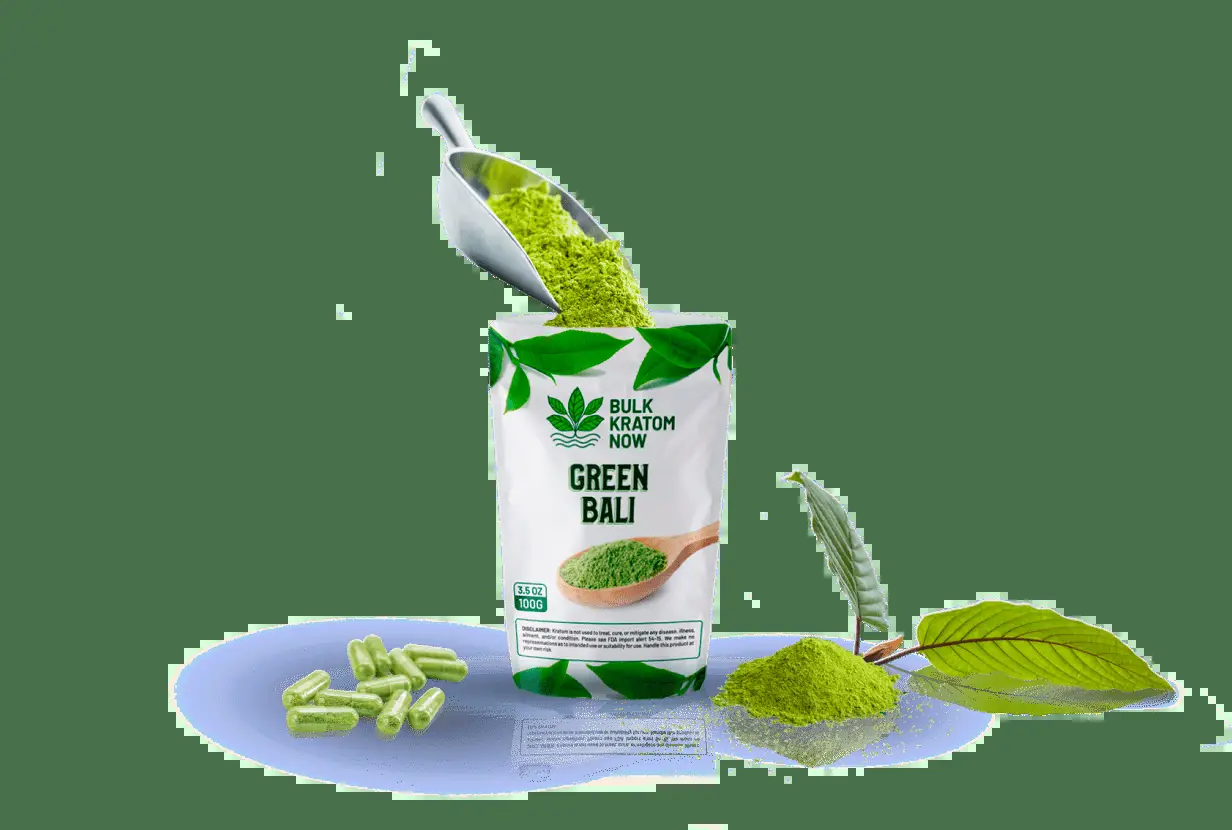 BULK
KRATOM
NOW
GREEN
BALI
3.5 OZ
100G
DISCLAIMER: Kratom is not used to treat, cure, or mitigate any disease, illness,
ailment, and/or condition. Please see FDA import alert 54-15. We make no
representations as to intended use or suitability for use. Handle this product at
your own risk.